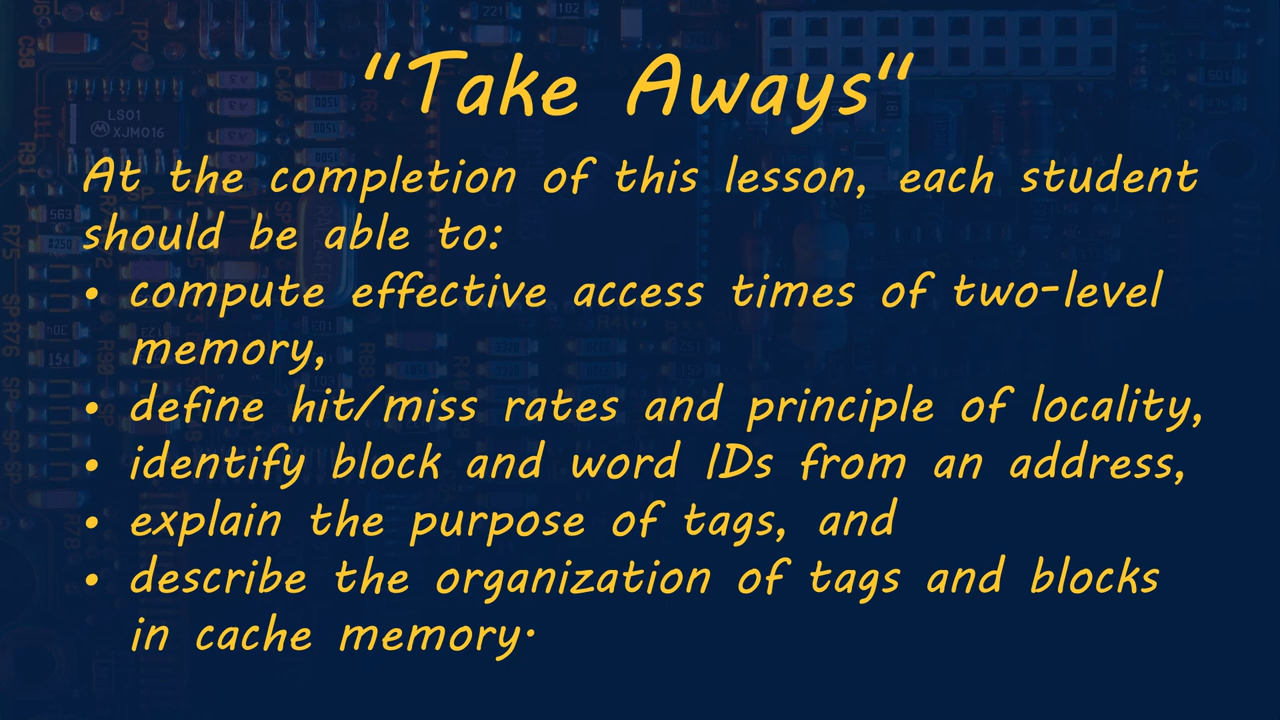 "Take Aways"
At the completion of this lesson, each student
should be able to:
• compute effective access times of two-level
memory,
• define hit/miss rates and principle of locality,
• identify block and word IDs from an address,
• explain the purpose of tags, and
• describe the organization of tags and blocks
in cache memory.
LS01
XJM016